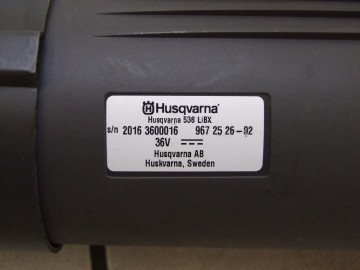 Husqvarna
Husqvarna 536 LiBX
s/n 2016 3600016 967 25 26-02
36V
Husqvarna AB
Huskvarna, Sweden